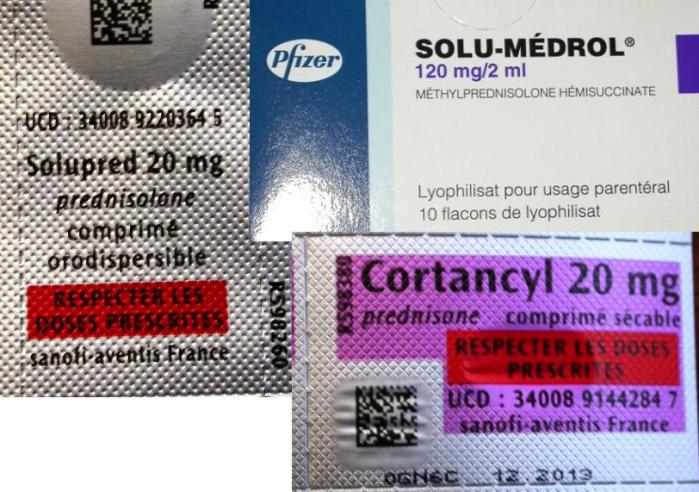 UCD : 34008 9220364 5
Solupred 20 mg
prednisolone
comprimé
orodispersible
RESPECTER LES
DOSES PRESCRITES
sanofi-aventis France
R598260
Pfizer
SOLU-MÉDROL®
120 mg/2 ml
MÉTHYLPREDNISOLONE HÉMISUCCINATE
Lyophilisat pour usage parentéral
10 flacons de lyophilisat
R598380
Cortancyl 20 mg
prednisone comprimé sécable
RESPECTER LES DOSES
PRESCRITES
UCD : 34008 9144284 7
sanofi-aventis France
0GN6C 12 2013